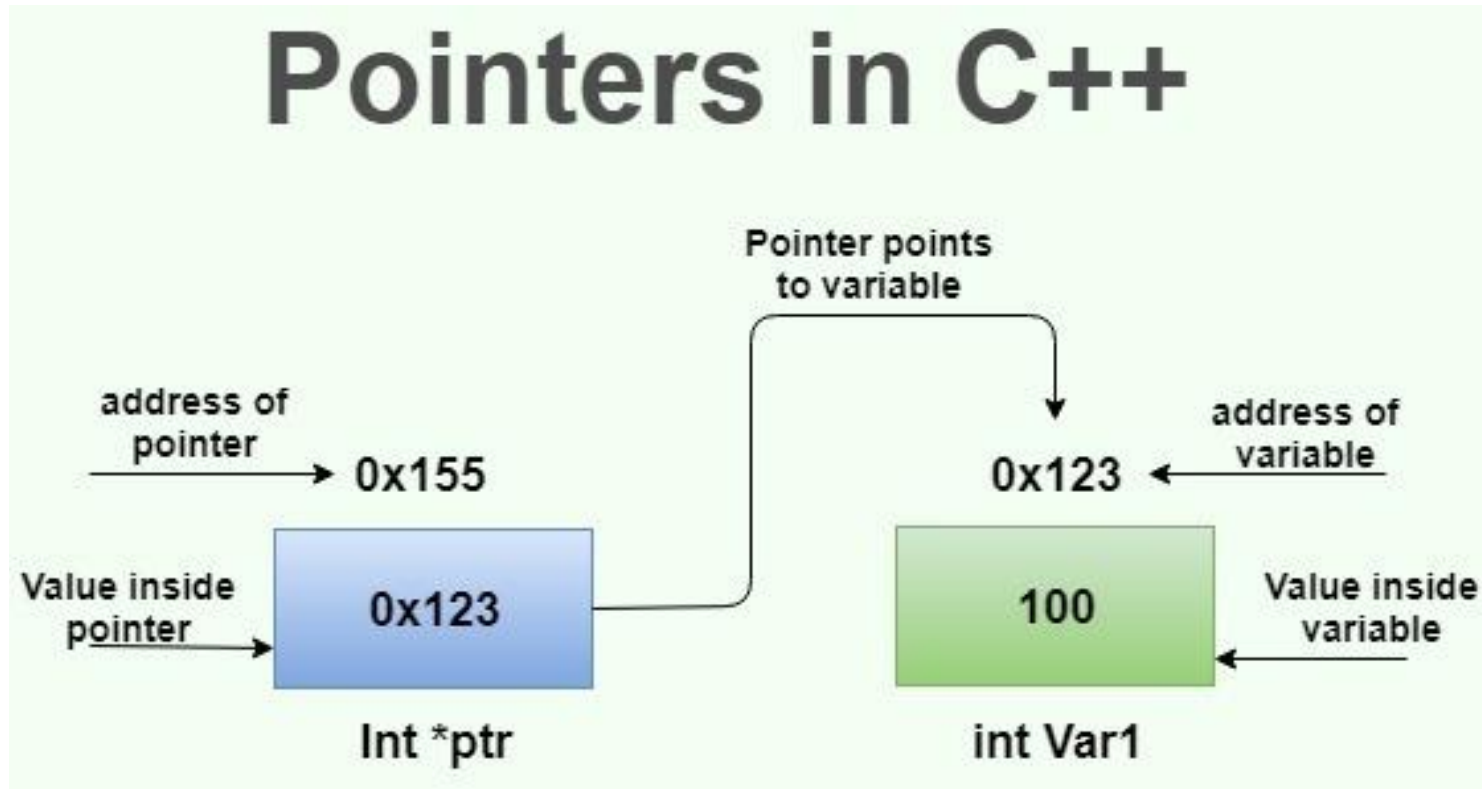 Pointers in C++
Pointer points
to variable
address of
pointer
0x155
0x123
address of
variable
Value inside
pointer
0x123
100
Value inside
variable
Int *ptr
int Var1